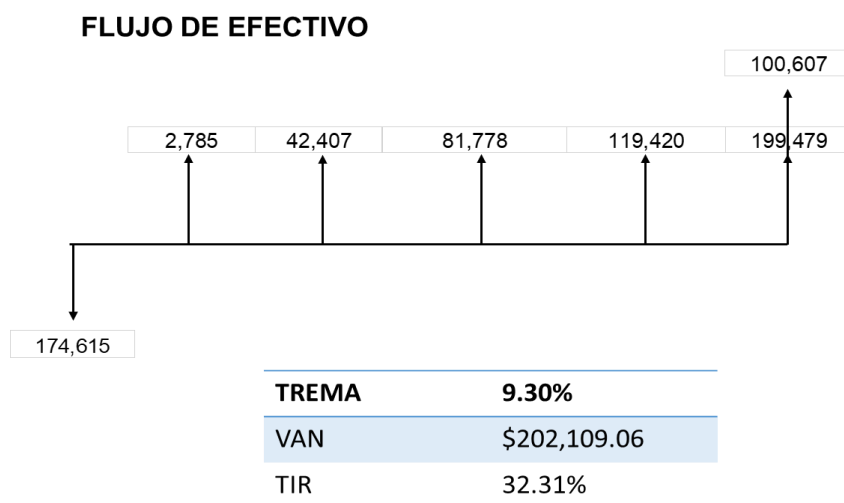 FLUJO DE EFECTIVO
100,607
2,785 42,407 81,778 119,420 199,479
174,615
TREMA 9.30%
VAN $202,109.06
TIR 32.31%